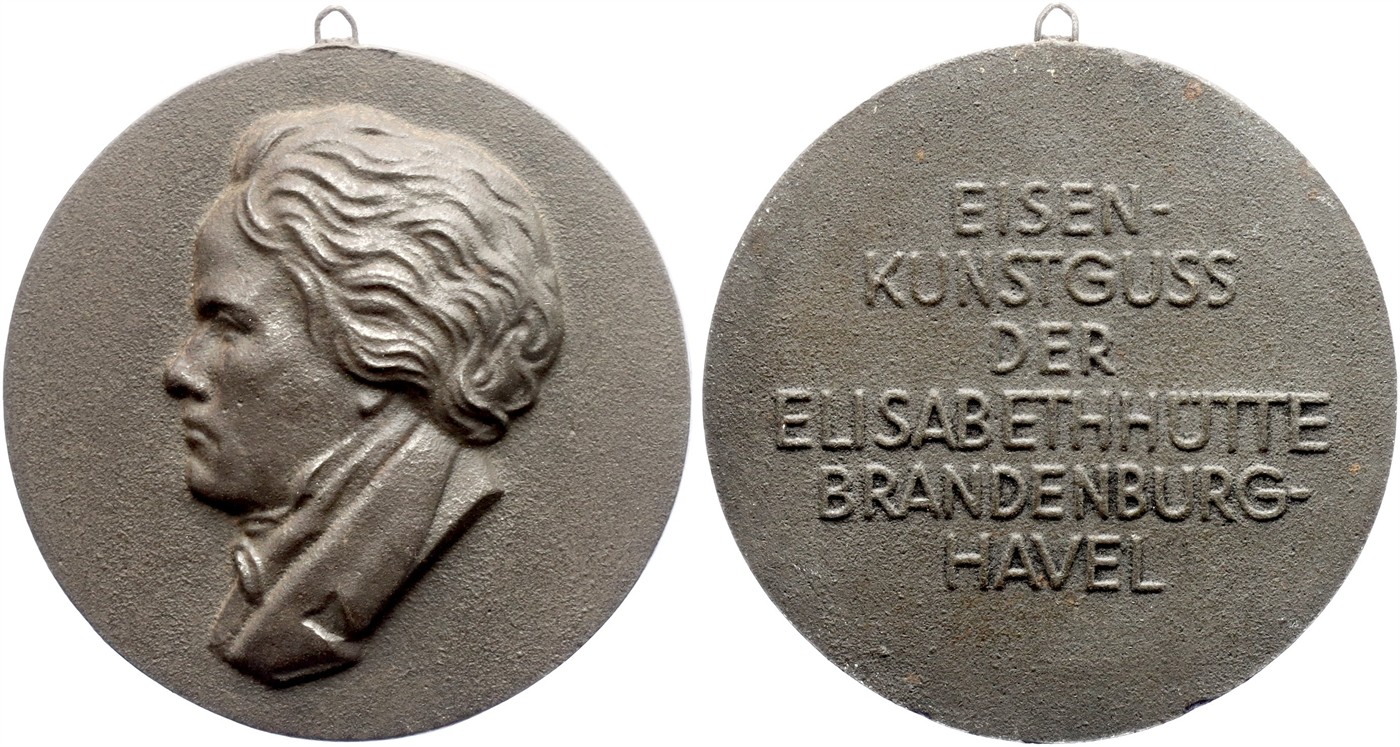 EISEN-
KUNSTGUSS
DER
ELISABETHHÜTTE
BRANDENBURG-
HAVEL